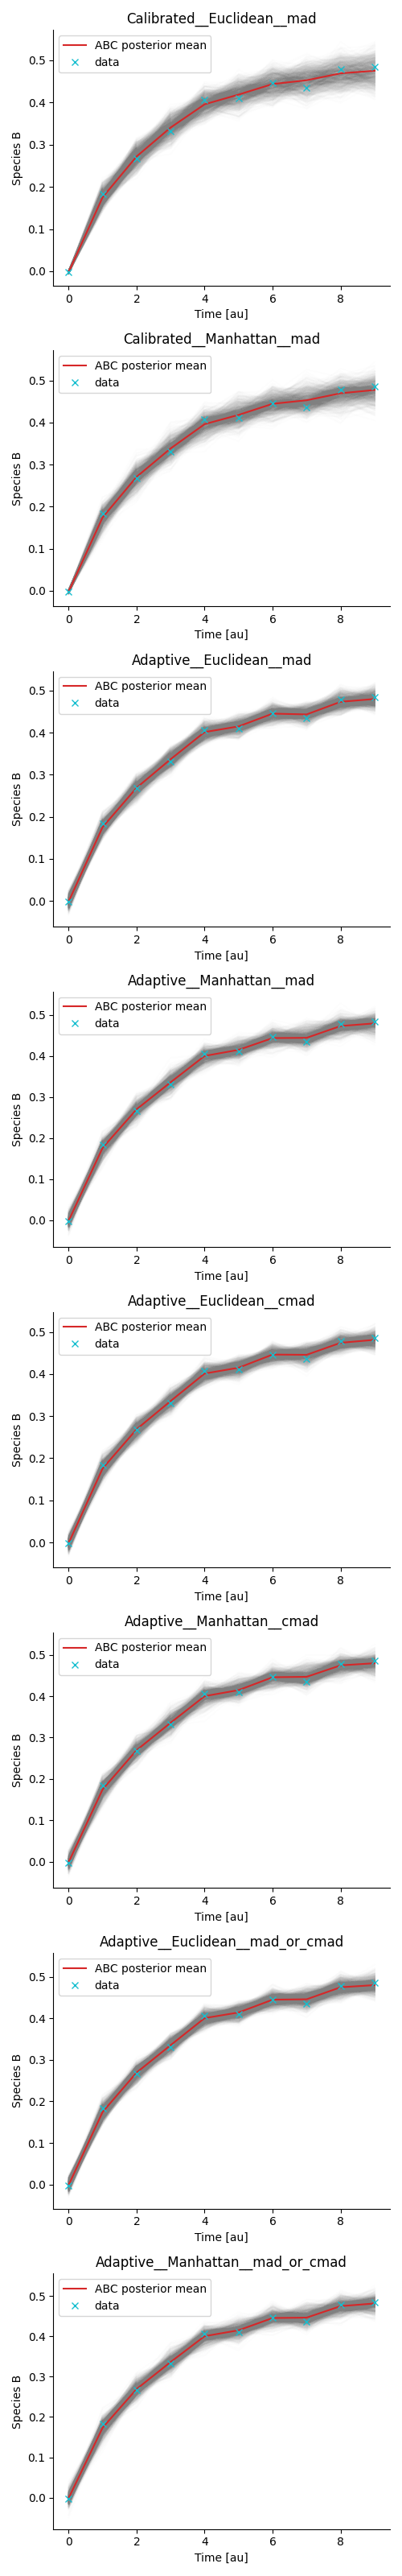 Calibrated__Euclidean__mad
ABC posterior mean
data
0.5
0.4
0.3
0.2
0.1
0.0
Species B
0 2 4 6 8
Time [au]
Calibrated__Manhattan__mad
ABC posterior mean
data
0.5
0.4
0.3
0.2
0.1
0.0
Species B
0 2 4 6 8
Time [au]
Adaptive__Euclidean__mad
ABC posterior mean
data
0.5
0.4
0.3
0.2
0.1
0.0
Species B
0 2 4 6 8
Time [au]
Adaptive__Manhattan__mad
ABC posterior mean
data
0.5
0.4
0.3
0.2
0.1
0.0
Species B
0 2 4 6 8
Time [au]
Adaptive__Euclidean__cmad
ABC posterior mean
data
0.5
0.4
0.3
0.2
0.1
0.0
Species B
0 2 4 6 8
Time [au]
Adaptive__Manhattan__cmad
ABC posterior mean
data
0.5
0.4
0.3
0.2
0.1
0.0
Species B
0 2 4 6 8
Time [au]
Adaptive__Euclidean__mad_or_cmad
ABC posterior mean
data
0.5
0.4
0.3
0.2
0.1
0.0
Species B
0 2 4 6 8
Time [au]
Adaptive__Manhattan__mad_or_cmad
ABC posterior mean
data
0.5
0.4
0.3
0.2
0.1
0.0
Species B
0 2 4 6 8
Time [au]